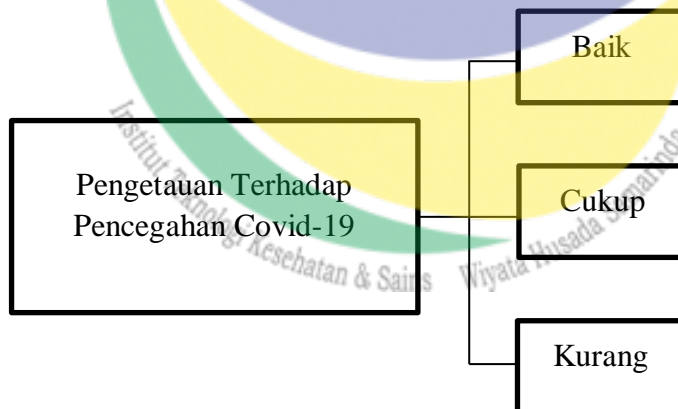 Baik
Pengetauan Terhadap
Pencegahan Covid-19
Cukup
Kurang
Institut Teknologi Kesehatan & Sains Wiyata Husada Samarinda